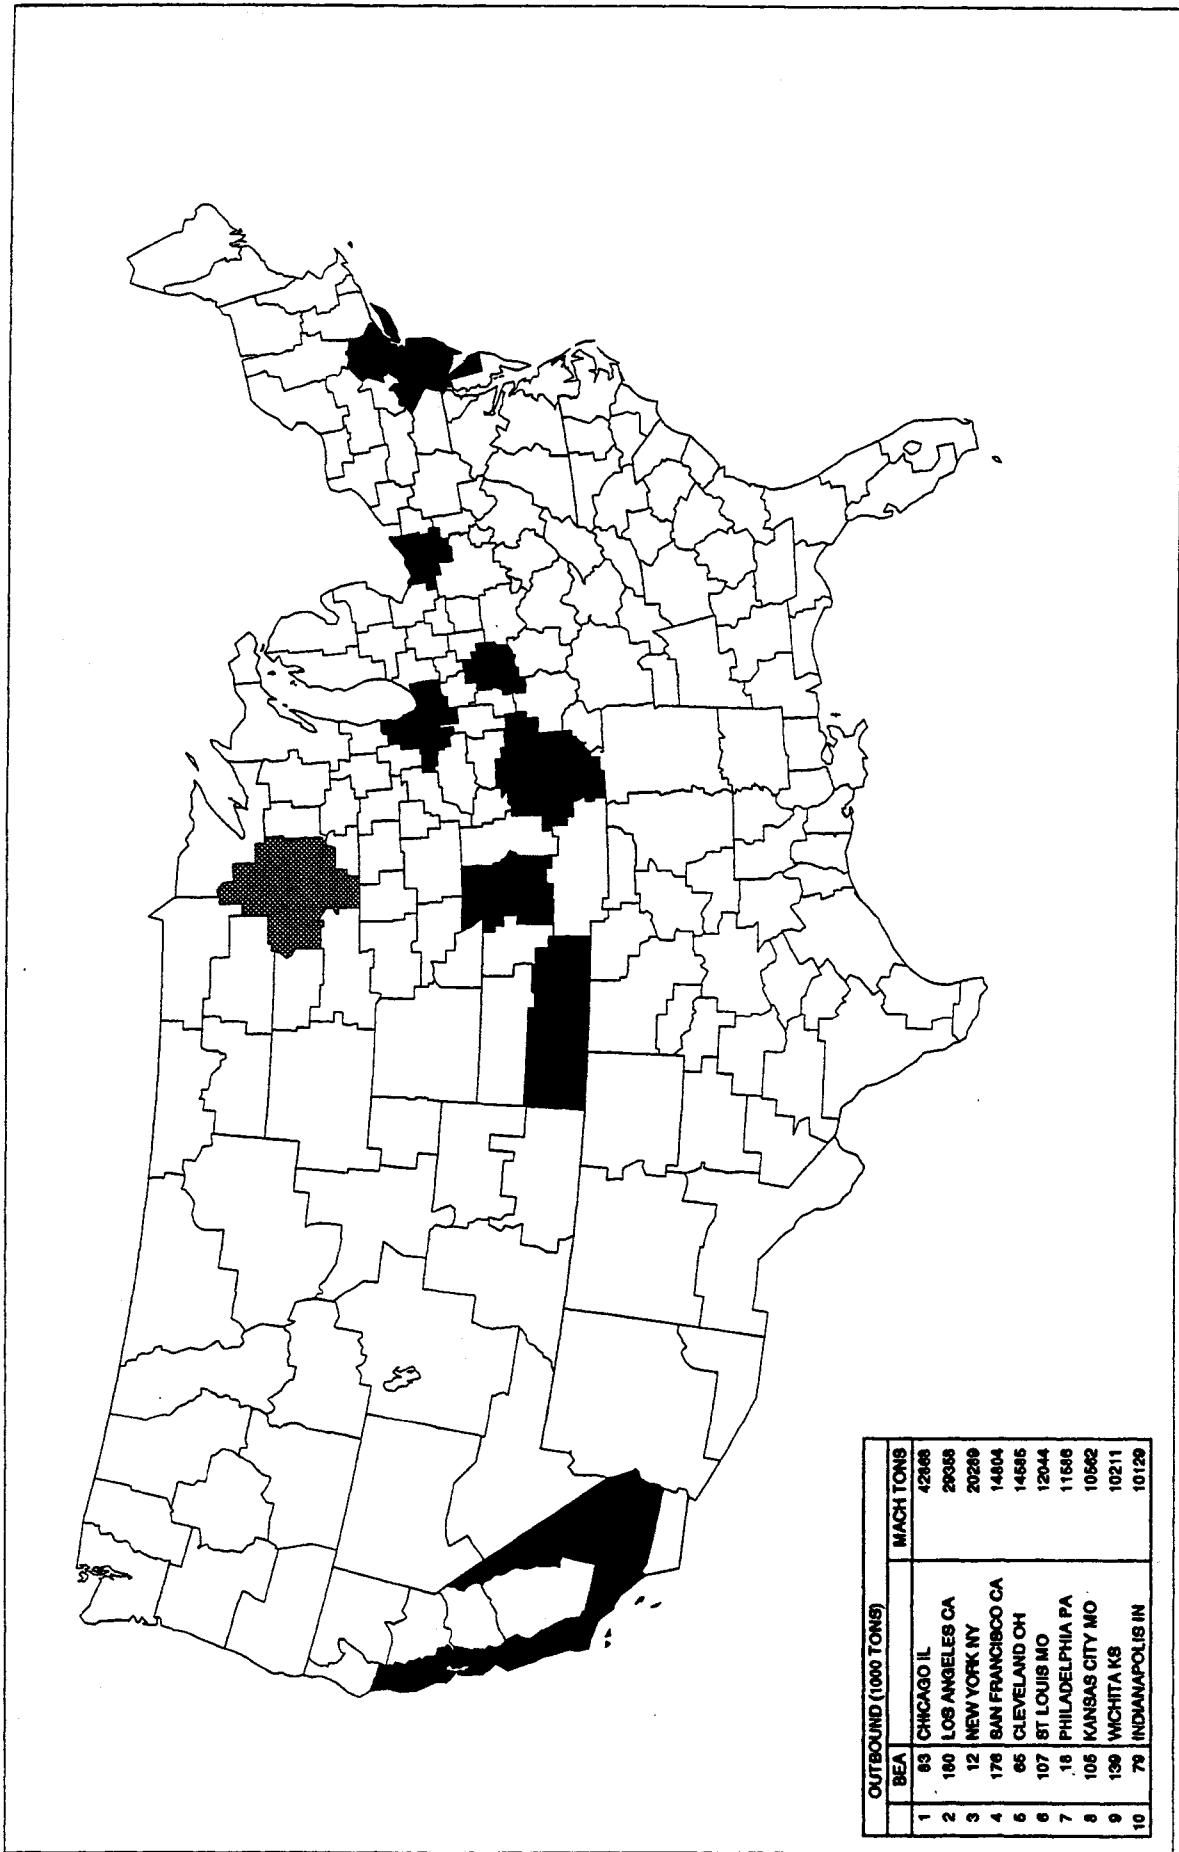 OUTBOUND (1000 TONS)
BEA MACH TONS
1 83 CHICAGO IL 42868
2 180 LOS ANGELES CA 29358
3 12 NEW YORK NY 20289
4 176 SAN FRANCISCO CA 14804
5 65 CLEVELAND OH 14585
6 107 ST LOUIS MO 12044
7 18 PHILADELPHIA PA 11586
8 105 KANSAS CITY MO 10562
9 139 WICHITA KS 10211
10 79 INDIANAPOLIS IN 10129